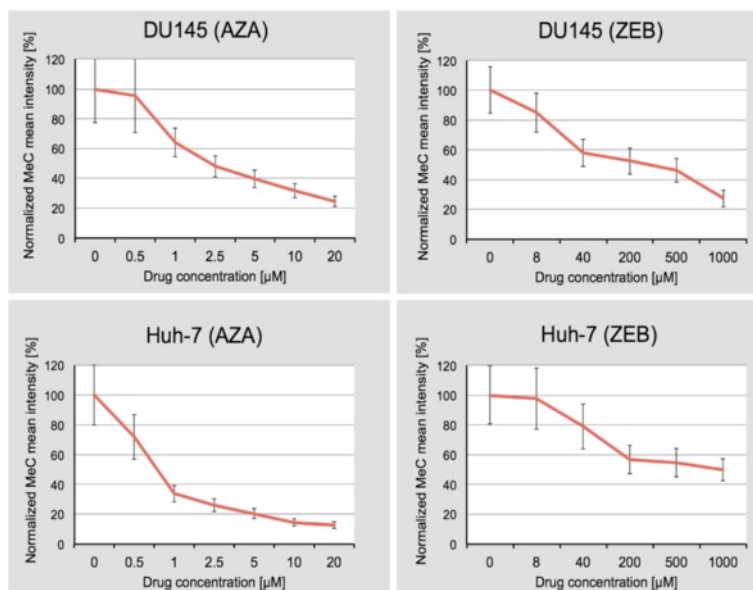 DU145 (AZA)
Normalized MeC mean intensity [%]
120
100
80
60
40
20
0
0 0.5 1 2.5 5 10 20
Drug concentration [µM]
DU145 (ZEB)
Normalized MeC mean intensity [%]
120
100
80
60
40
20
0
0 8 40 200 500 1000
Drug concentration [µM]
Huh-7 (AZA)
Normalized MeC mean intensity [%]
120
100
80
60
40
20
0
0 0.5 1 2.5 5 10 20
Drug concentration [µM]
Huh-7 (ZEB)
Normalized MeC mean intensity [%]
120
100
80
60
40
20
0
0 8 40 200 500 1000
Drug concentration [µM]